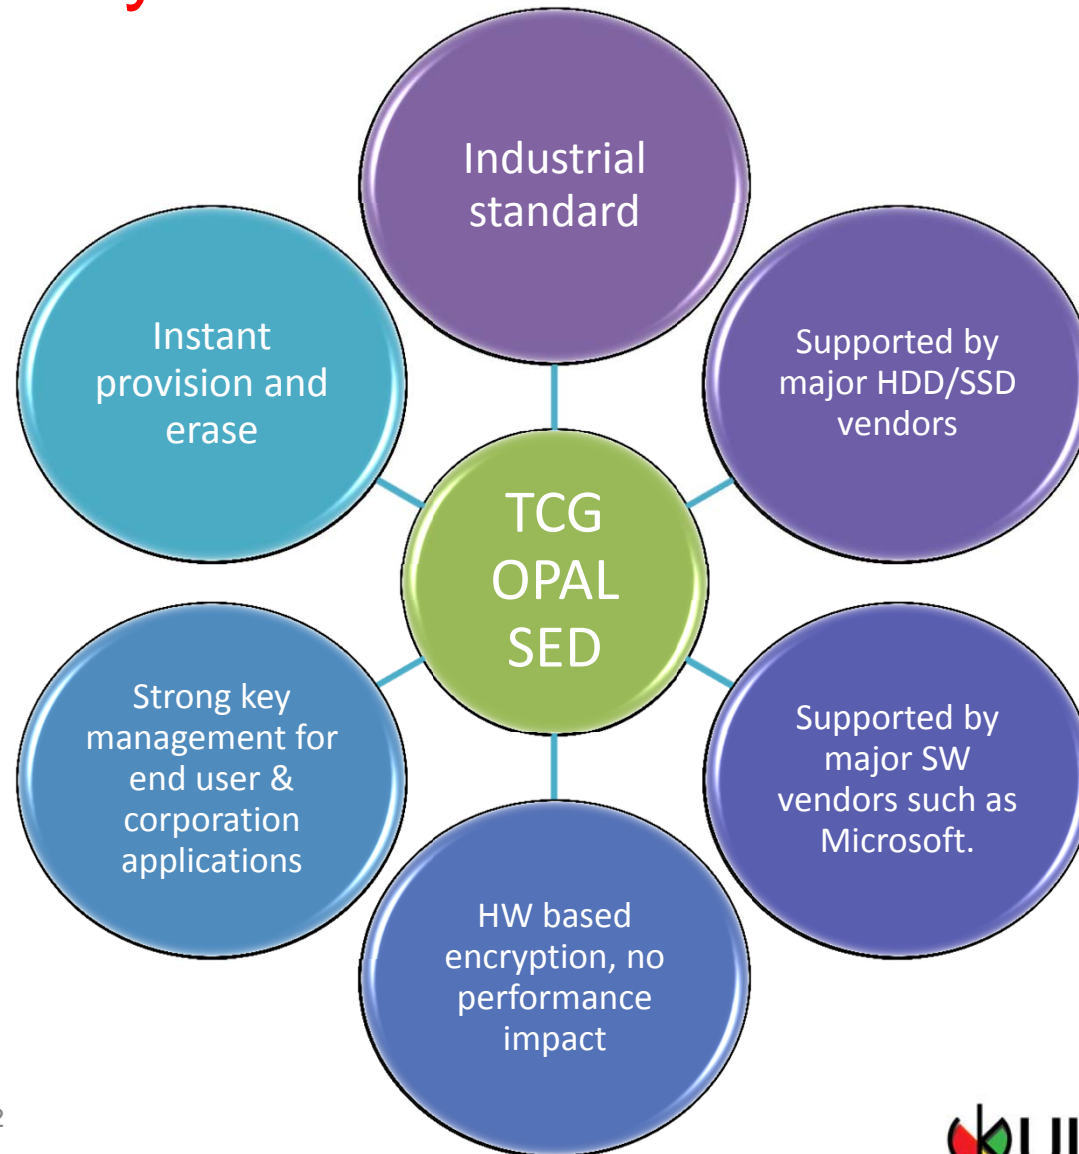 Industrial
standard
Supported by
major HDD/SSD
vendors
Supported by
major SW
vendors such as
Microsoft.
HW based
encryption, no
performance
impact
Strong key
management for
end user &
corporation
applications
Instant
provision and
erase
TCG
OPAL
SED
2